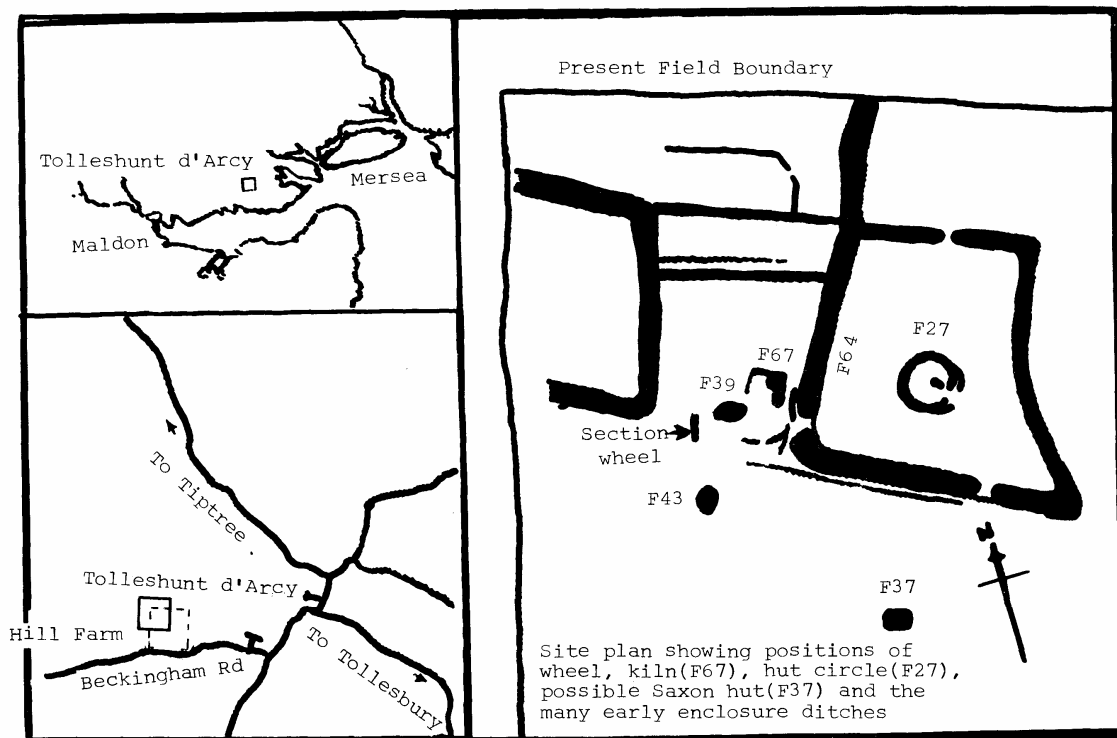 Tolleshunt d'Arcy
Mersea
Maldon
To Tiptree
Tolleshunt d'Arcy
Hill Farm
Beckingham Rd
To Tollesbury
Present Field Boundary
F27
F64
F67
F39
Section
wheel
F43
N
F37
Site plan showing positions of
wheel, kiln(F67), hut circle(F27),
possible Saxon hut(F37) and the
many early enclosure ditches